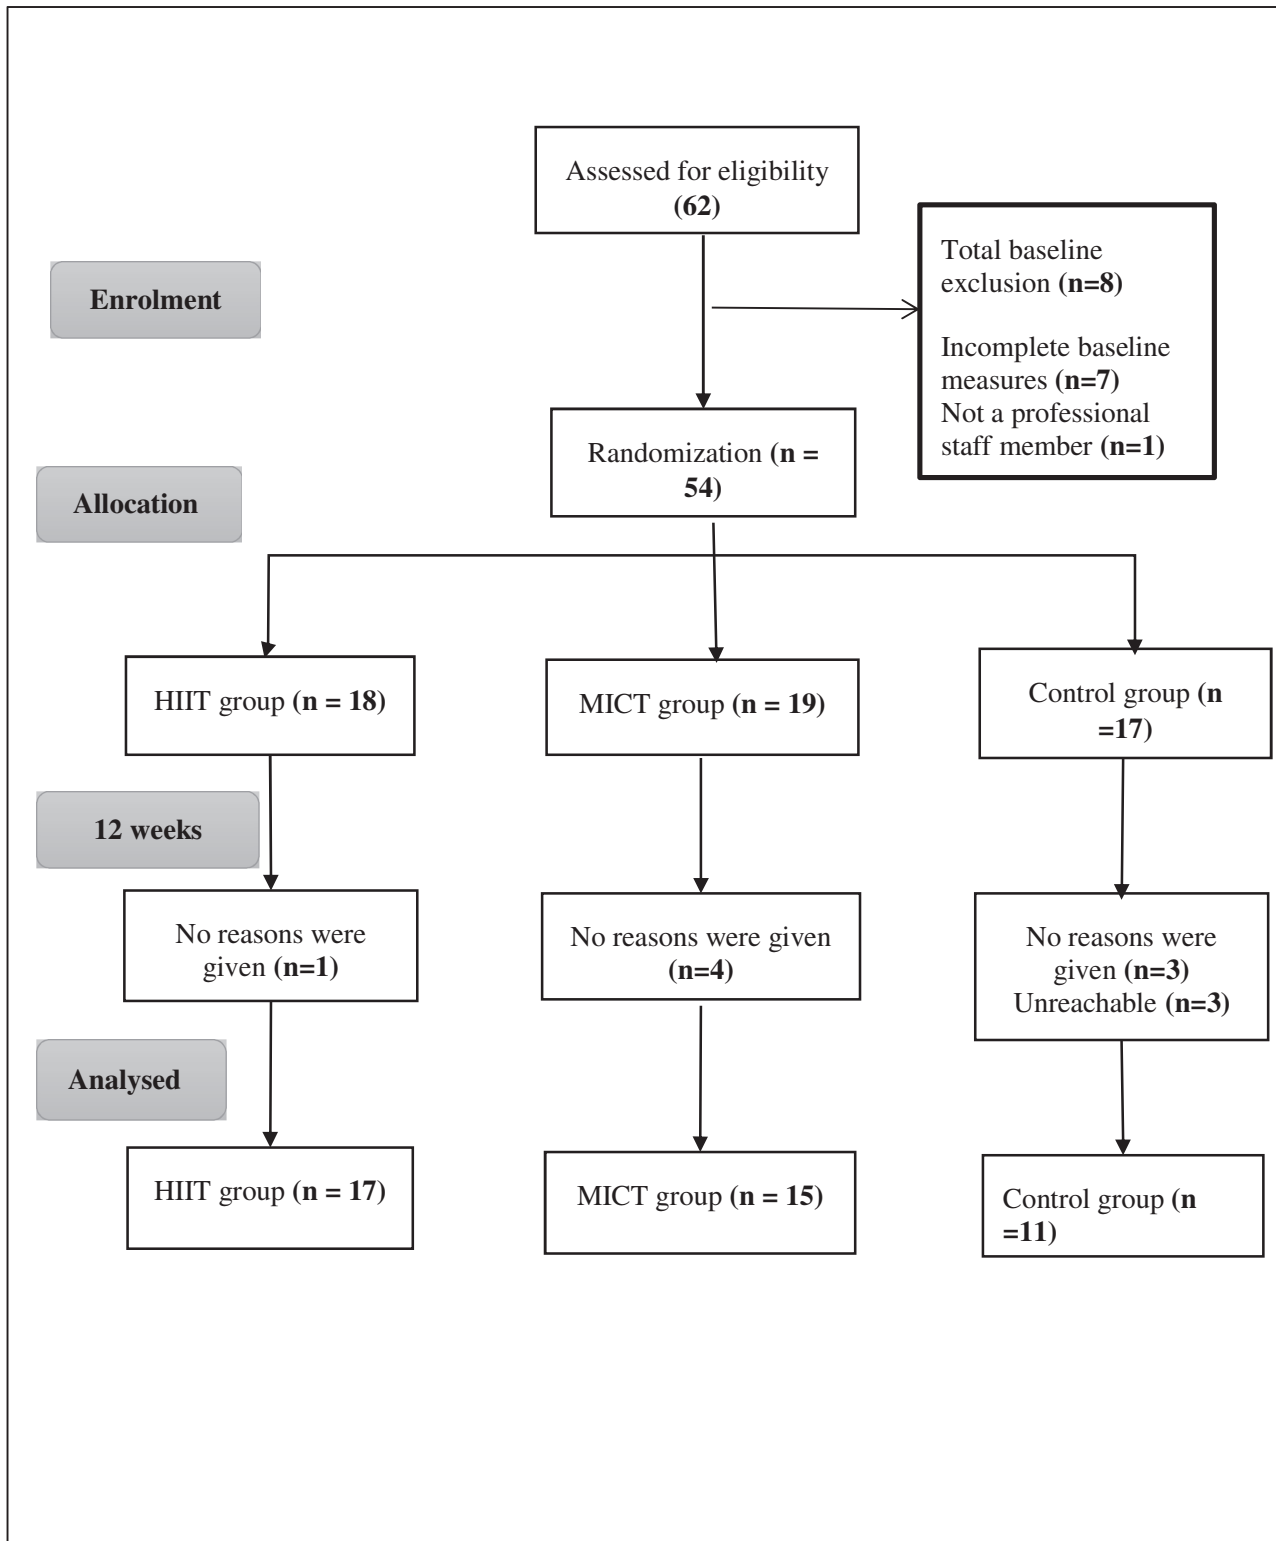 Assessed for eligibility
(62)
Total baseline
exclusion (n=8)
Incomplete baseline
measures (n=7)
Not a professional
staff member (n=1)
Enrolment
Randomization (n =
54)
Allocation
HIIT group (n = 18)
MICT group (n = 19)
Control group (n
=17)
12 weeks
No reasons were
given (n=1)
No reasons were given
(n=4)
No reasons were
given (n=3)
Unreachable (n=3)
Analysed
HIIT group (n = 17)
MICT group (n = 15)
Control group (n
=11)